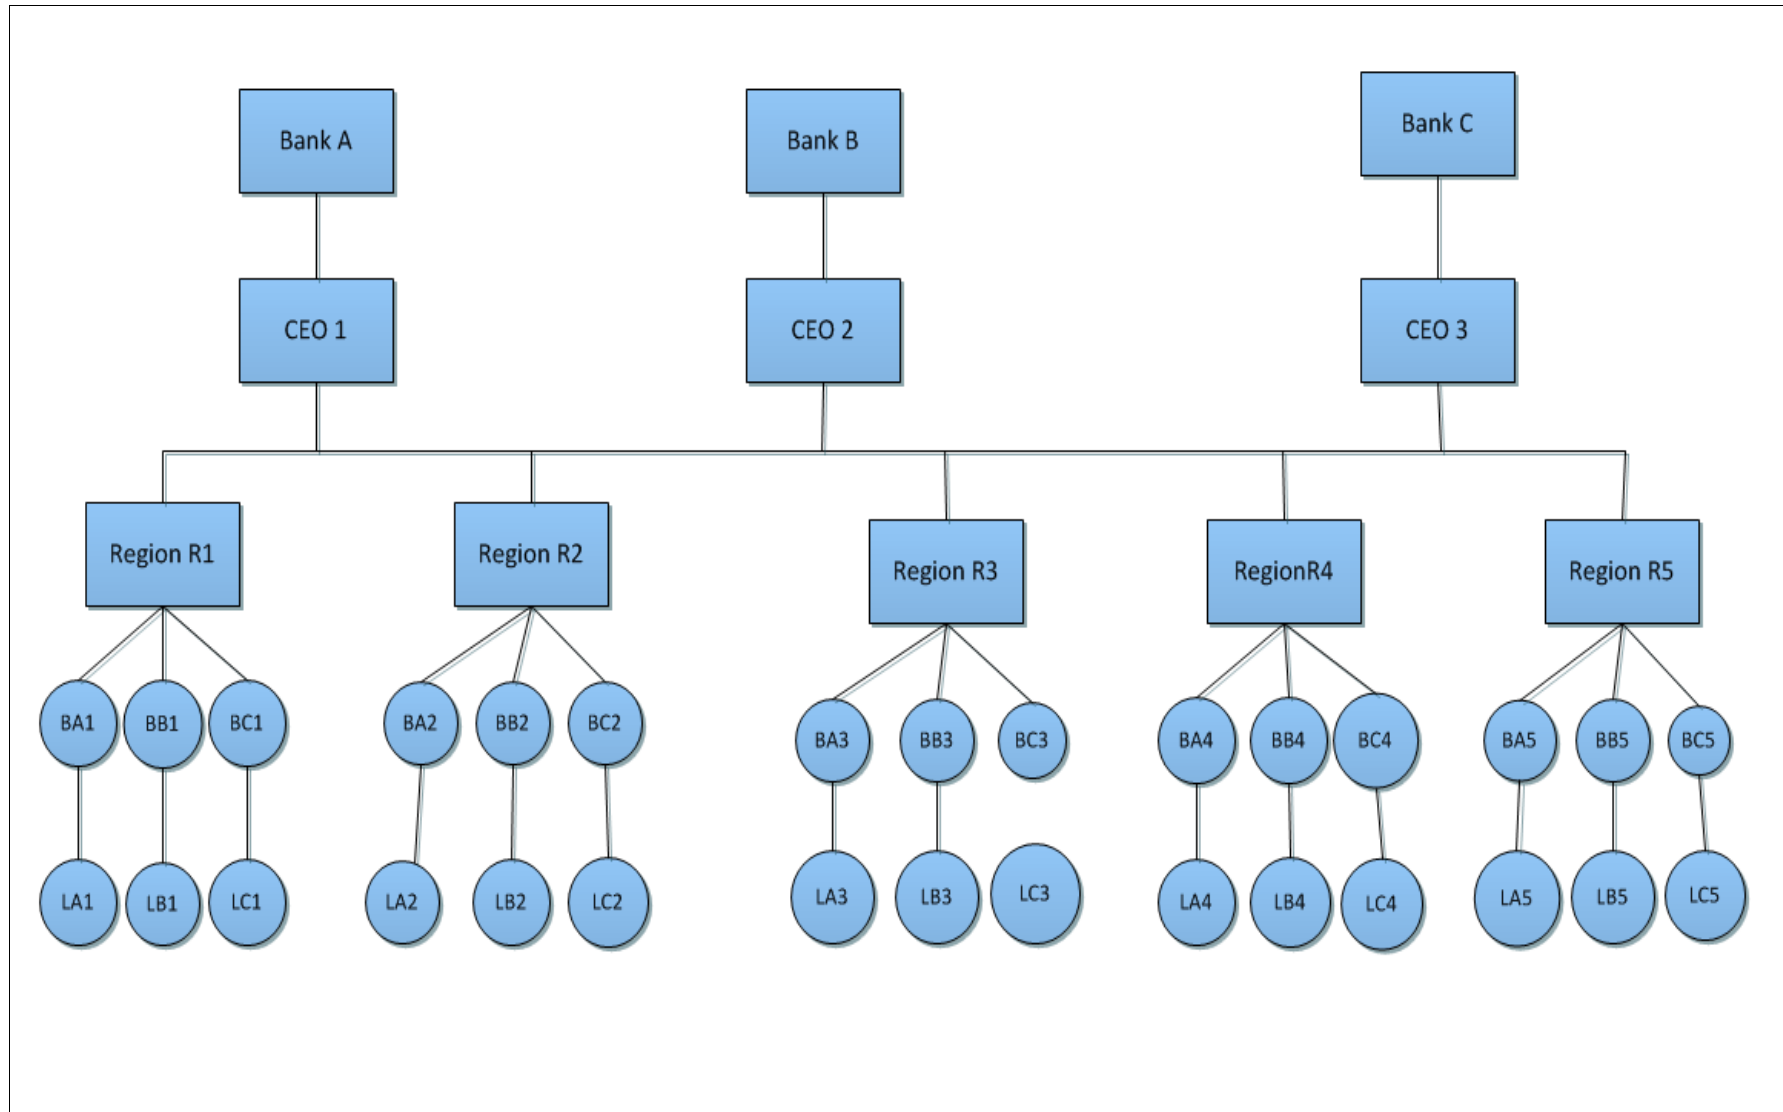 Bank A
Bank B
Bank C
CEO 1
CEO 2
CEO 3
Region R1
Region R2
Region R3
RegionR4
Region R5
BA1
BB1
BC1
BA2
BB2
BC2
BA3
BB3
BC3
BA4
BB4
BC4
BA5
BB5
BC5
LA1
LB1
LC1
LA2
LB2
LC2
LA3
LB3
LC3
LA4
LB4
LC4
LA5
LB5
LC5